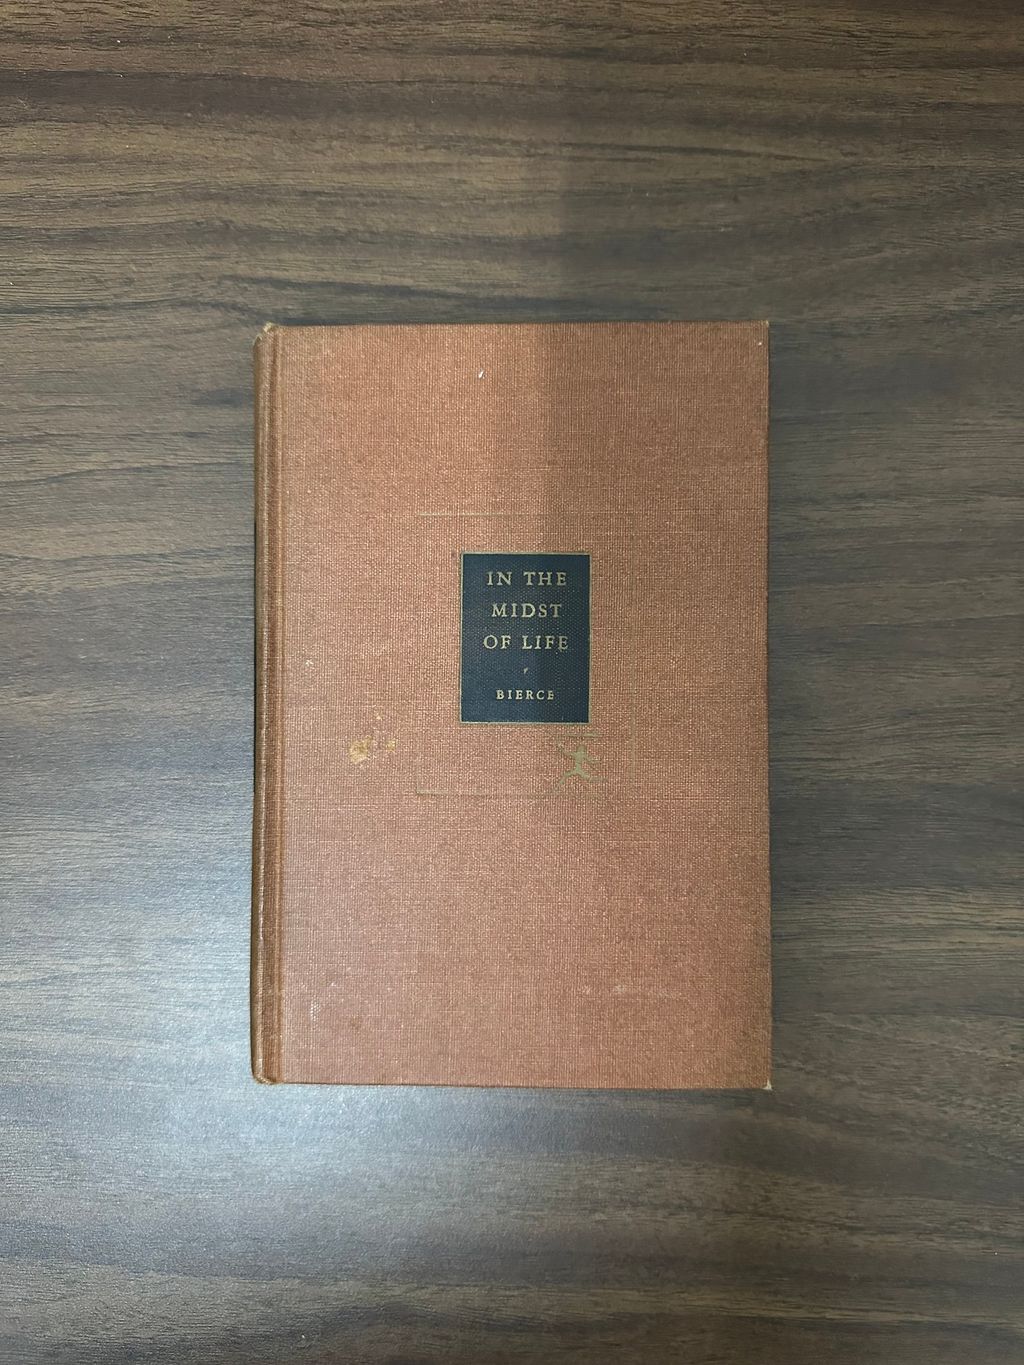 IN THE
MIDST
OF LIFE
BIERCE